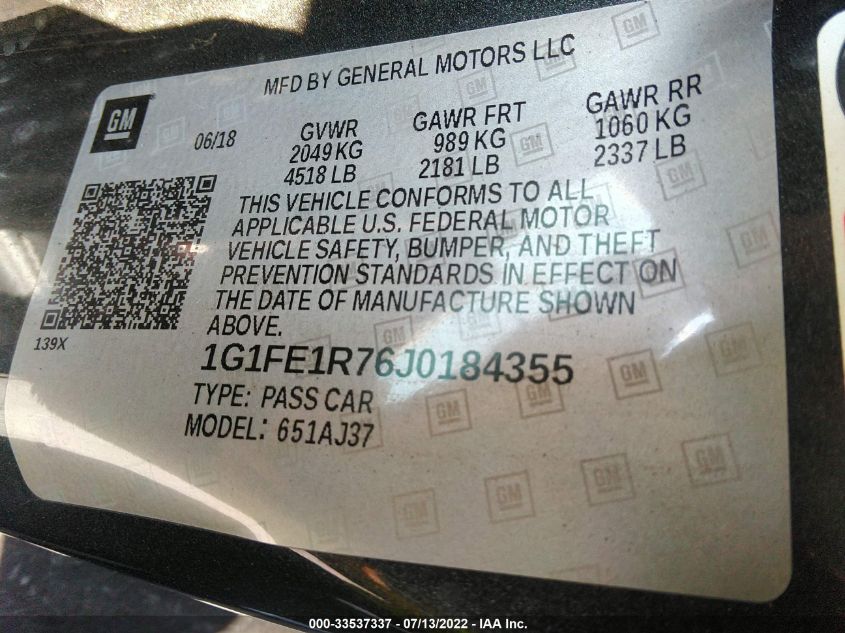 MFD BY GENERAL MOTORS LLC
GM
06/18
GVWR GAWR FRT GAWR RR
2049 KG 989 KG 1060 KG
4518 LB 2181 LB 2337 LB
THIS VEHICLE CONFORMS TO ALL
APPLICABLE U.S. FEDERAL MOTOR
VEHICLE SAFETY, BUMPER, AND THEFT
PREVENTION STANDARDS IN EFFECT ON
THE DATE OF MANUFACTURE SHOWN
ABOVE.
139X
1G1FE1R76J0184355
TYPE: PASS CAR
MODEL: 651AJ37
000-33537337 - 07/13/2022 - IAA Inc.